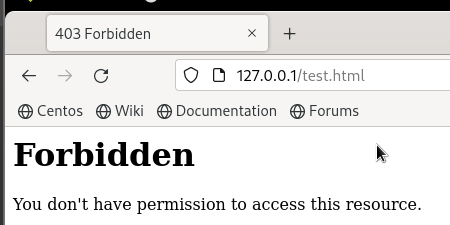 403 Forbidden
127.0.0.1/test.html
Centos Wiki Documentation Forums
Forbidden
You don't have permission to access this resource.